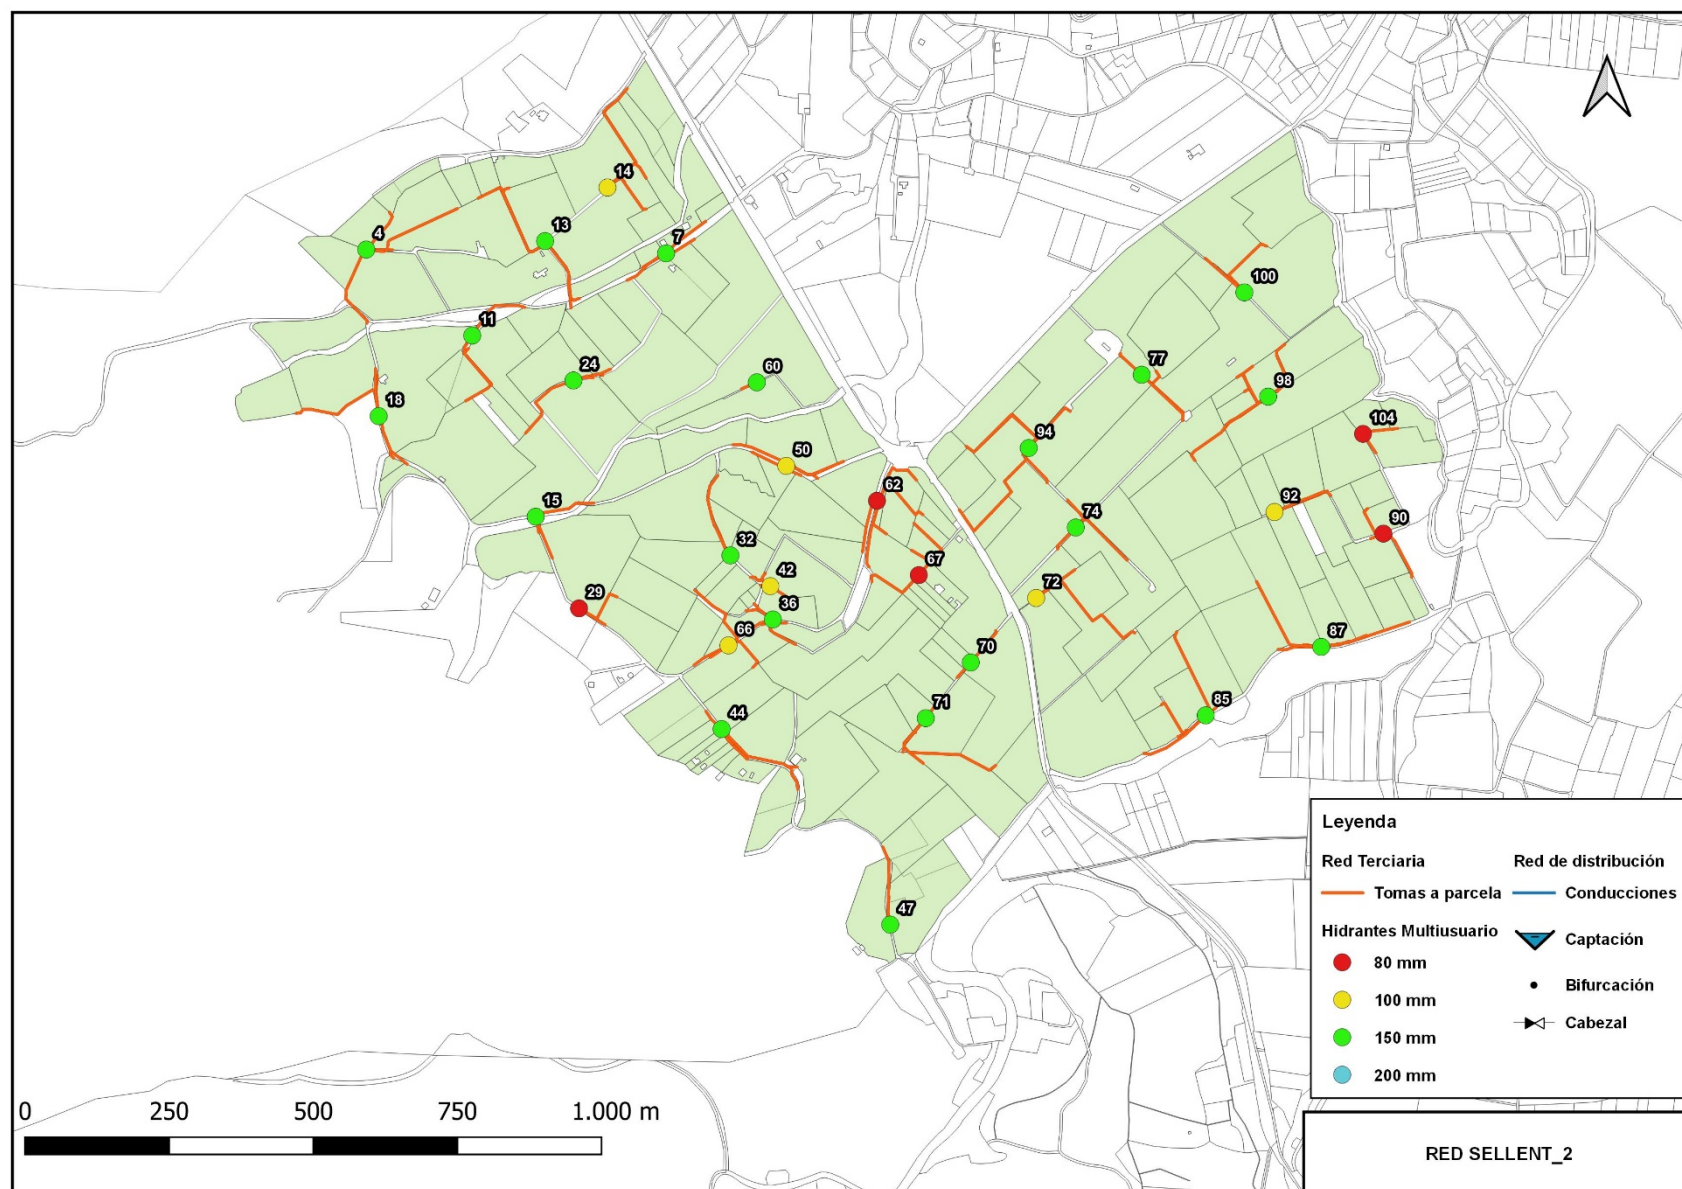 14
4
13
7
100
11
77
24
60
98
18
104
94
50
62
92
15
74
90
32
67
42
72
29
36
66
87
70
85
71
44
47
Leyenda
Red Terciaria
Tomas a parcela
Hidrantes Multiusuario
80 mm
100 mm
150 mm
200 mm
Red de distribución
Conducciones
Captación
Bifurcación
Cabezal
0 250 500 750 1.000 m
RED SELLENT_2